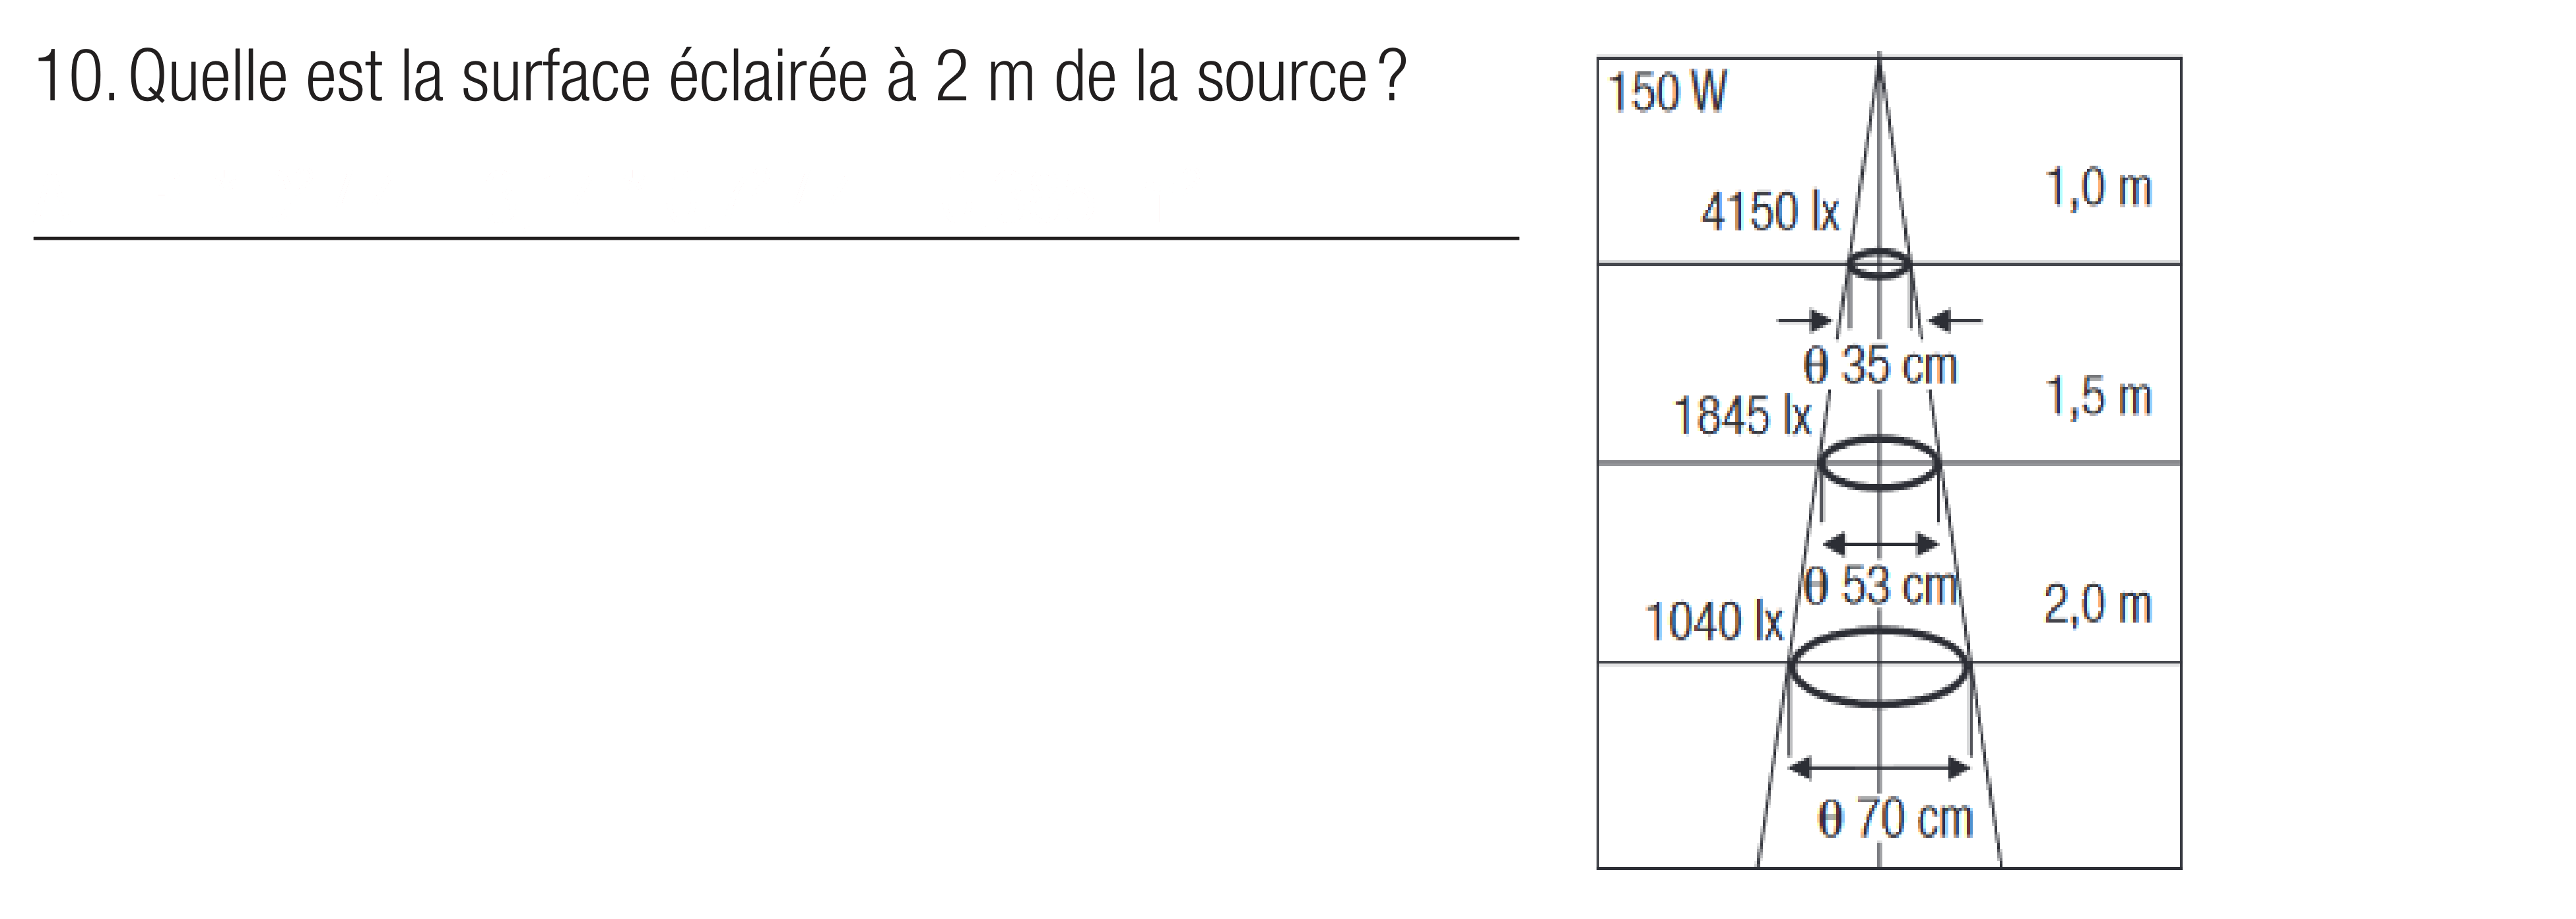 10. Quelle est la surface éclairée à 2 m de la source ?
150 W
1,0 m
4150 lx
θ 35 cm
1,5 m
1845 lx
θ 53 cm
2,0 m
1040 lx
θ 70 cm